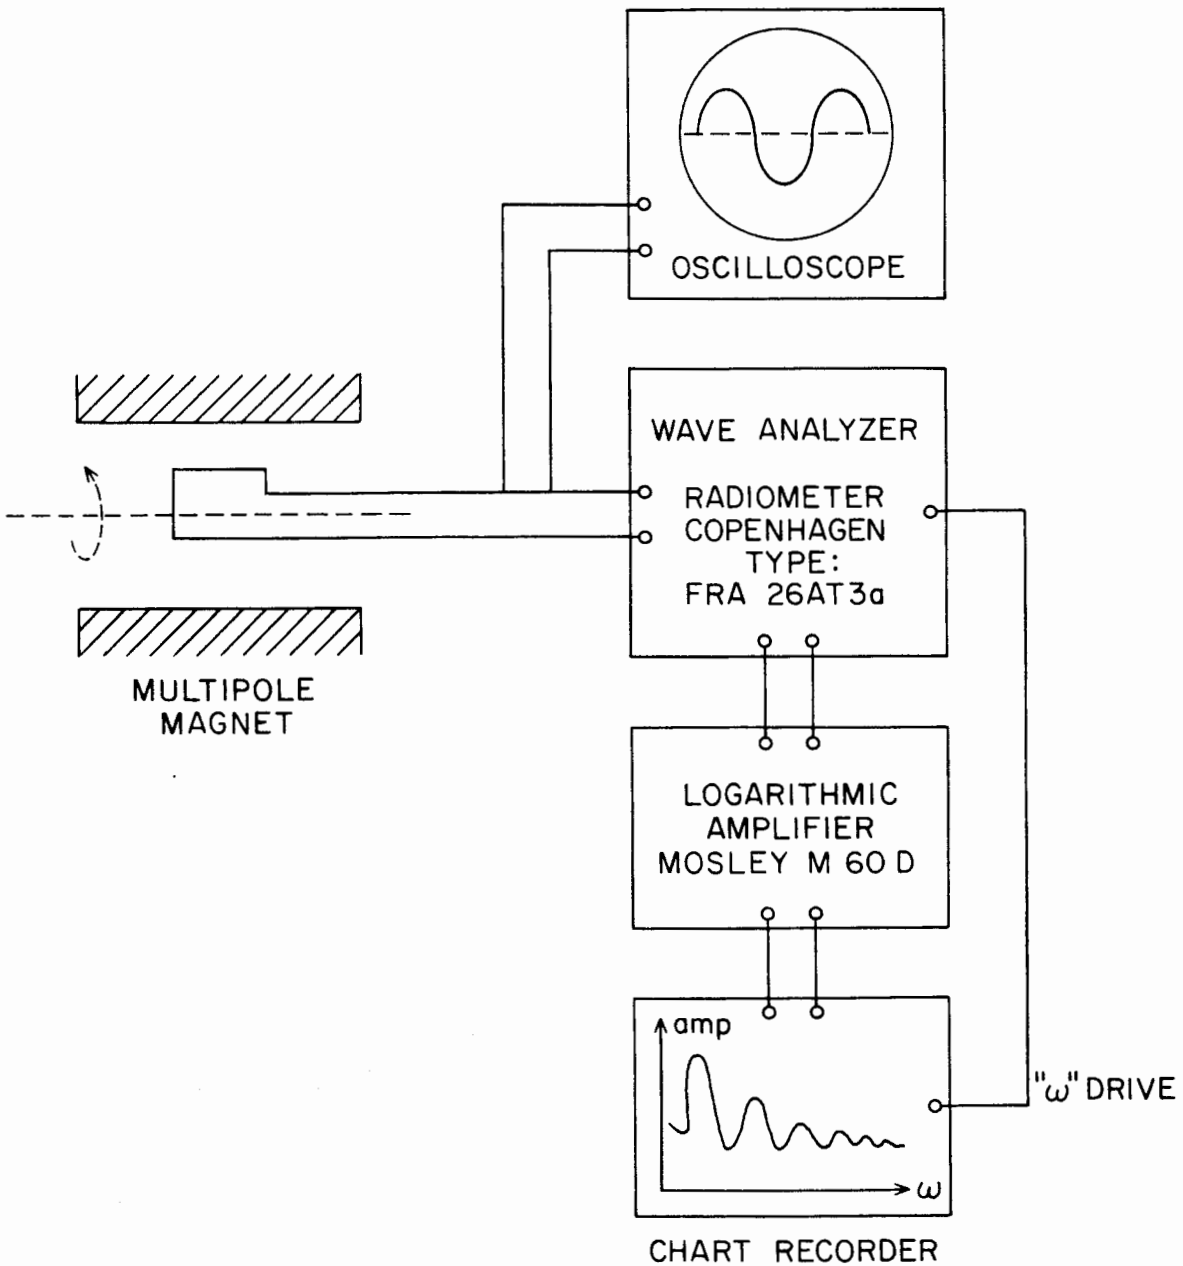 OSCILLOSCOPE
WAVE ANALYZER
RADIOMETER
COPENHAGEN
TYPE:
FRA 26AT3a
MULTIPOLE
MAGNET
LOGARITHMIC
AMPLIFIER
MOSLEY M 60 D
amp
ω
"ω" DRIVE
CHART RECORDER